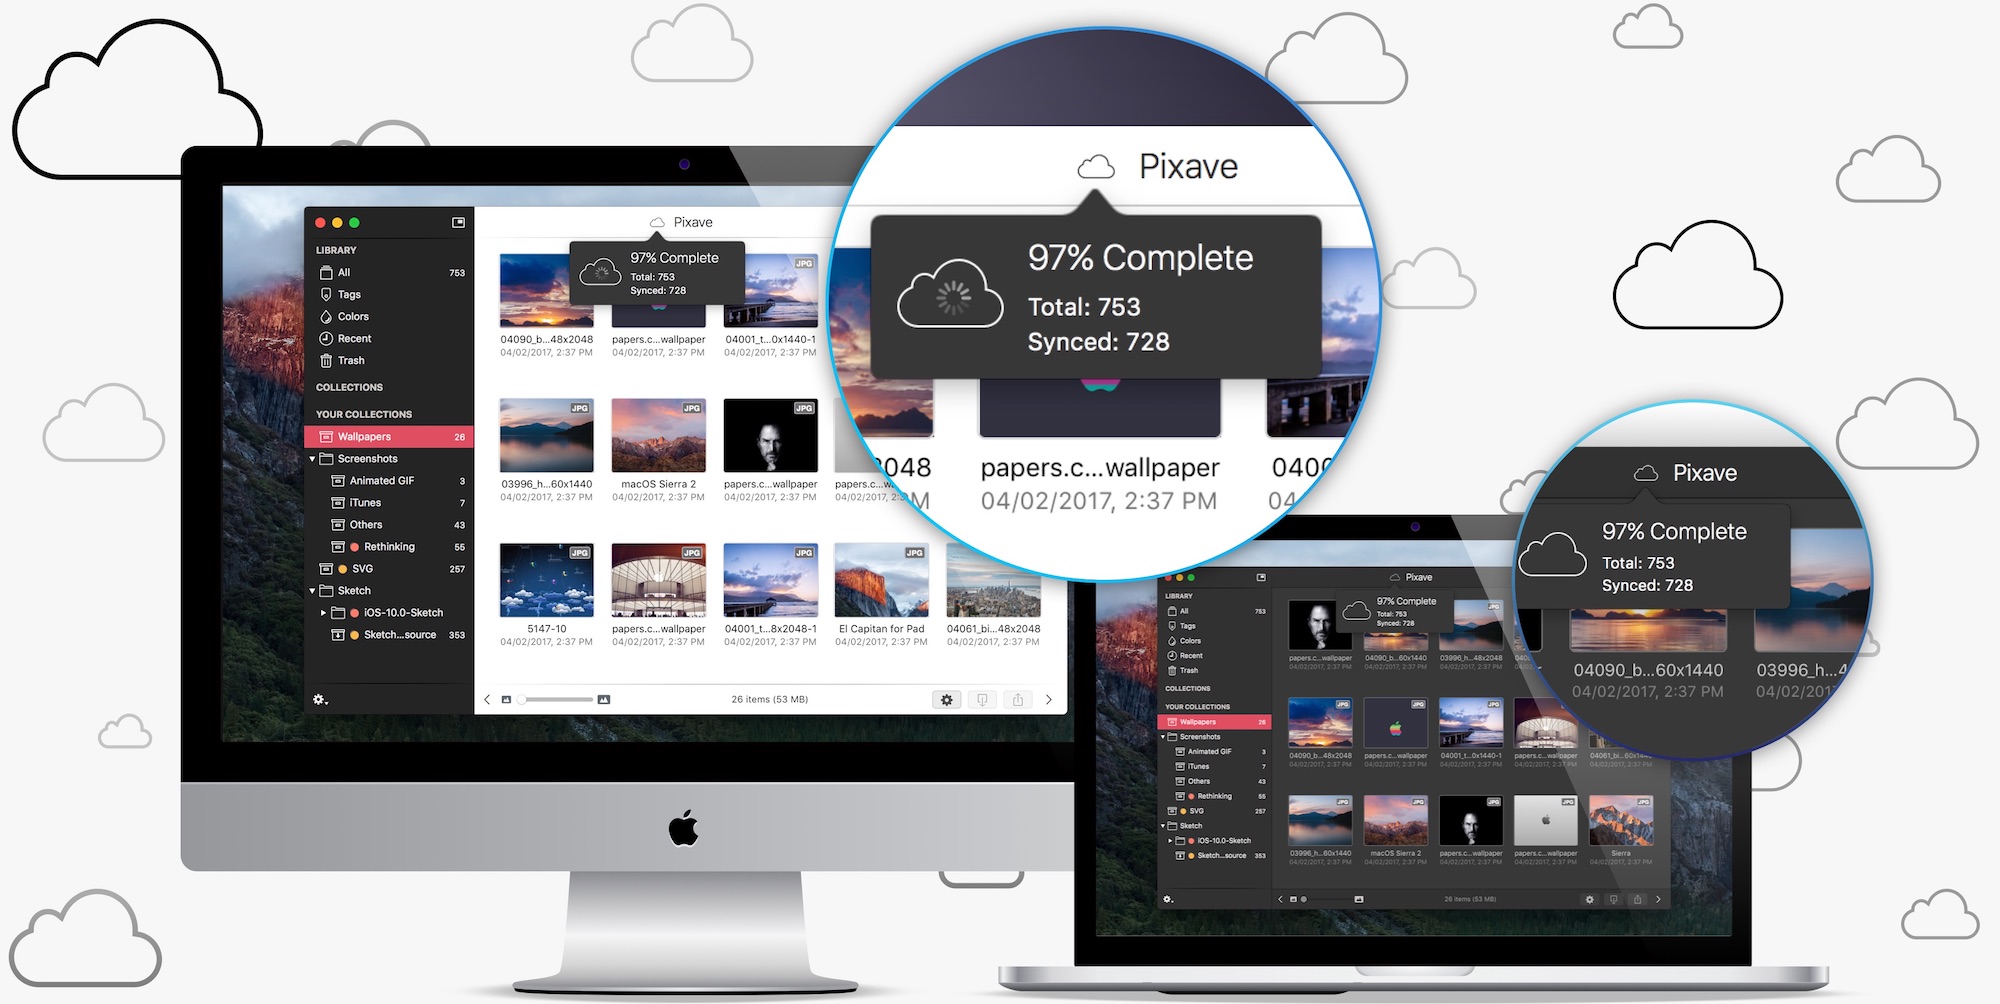 Pixave
97% Complete
Total: 753
Synced: 728
LIBRARY
All 753
Tags
Colors
Recent
Trash
COLLECTIONS
YOUR COLLECTIONS
Wallpapers 26
Screenshots
Animated GIF 3
iTunes 7
Others 43
Rethinking 55
SVG 257
Sketch
iOS-10.0-Sketch
Sketch...source 353
JPG
04090_b...48x2048 papers.c...wallpaper 04001_t...0x1440-1
04/02/2017, 2:37 PM 04/02/2017, 2:37 PM 04/02/2017, 2:37 PM
JPG JPG JPG
03996_h...60x1440 macOS Sierra 2 papers.c...wallpaper papers.c...wa
04/02/2017, 2:37 PM 04/02/2017, 2:37 PM 04/02/2017, 2:37 PM 04/02/2017, 2:3
JPG JPG JPG JPG
5147-10 papers.c...wallpaper 04001_t...8x2048-1 El Capitan for Pad 04061_bi...48x2048
04/02/2017, 2:37 PM 04/02/2017, 2:37 PM 04/02/2017, 2:37 PM 04/02/2017, 2:37 PM 04/02/2017, 2:37 PM
26 items (53 MB)
Pixave
97% Complete
Total: 753
Synced: 728
2048 papers.c...wallpaper 040
M 04/02/2017, 2:37 PM 04
Pixave
97% Complete
Total: 753
Synced: 728
04090_b...60x1440 03996_h...4
04/02/2017, 2:37 PM 04/02/2017
Pixave
97% Complete
Total: 753
Synced: 728
LIBRARY
All 753
Tags
Colors
Recent
Trash
COLLECTIONS
YOUR COLLECTIONS
Wallpapers 26
Screenshots
Animated GIF 3
iTunes 7
Others 43
Rethinking 55
SVG 257
Sketch
iOS-10.0-Sketch
Sketch...source 353
JPG
papers.c...wallpaper 04090_b...60x1440 03996_h...48x2048
04/02/2017, 2:37 PM 04/02/2017, 2:37 PM 04/02/2017, 2:37 PM
JPG JPG JPG
04090_b...48x2048 papers.c...wallpaper 04001_t...0x1440-1 papers.c...wallpaper 04061_bi...48x2048
04/02/2017, 2:37 PM 04/02/2017, 2:37 PM 04/02/2017, 2:37 PM 04/02/2017, 2:37 PM 04/02/2017, 2:37 PM
JPG JPG JPG JPG JPG
03996_h...60x1440 macOS Sierra 2 papers.c...wallpaper papers.c...wallpaper Sierra
04/02/2017, 2:37 PM 04/02/2017, 2:37 PM 04/02/2017, 2:37 PM 04/02/2017, 2:37 PM 04/02/2017, 2:37 PM
26 items (53 MB)